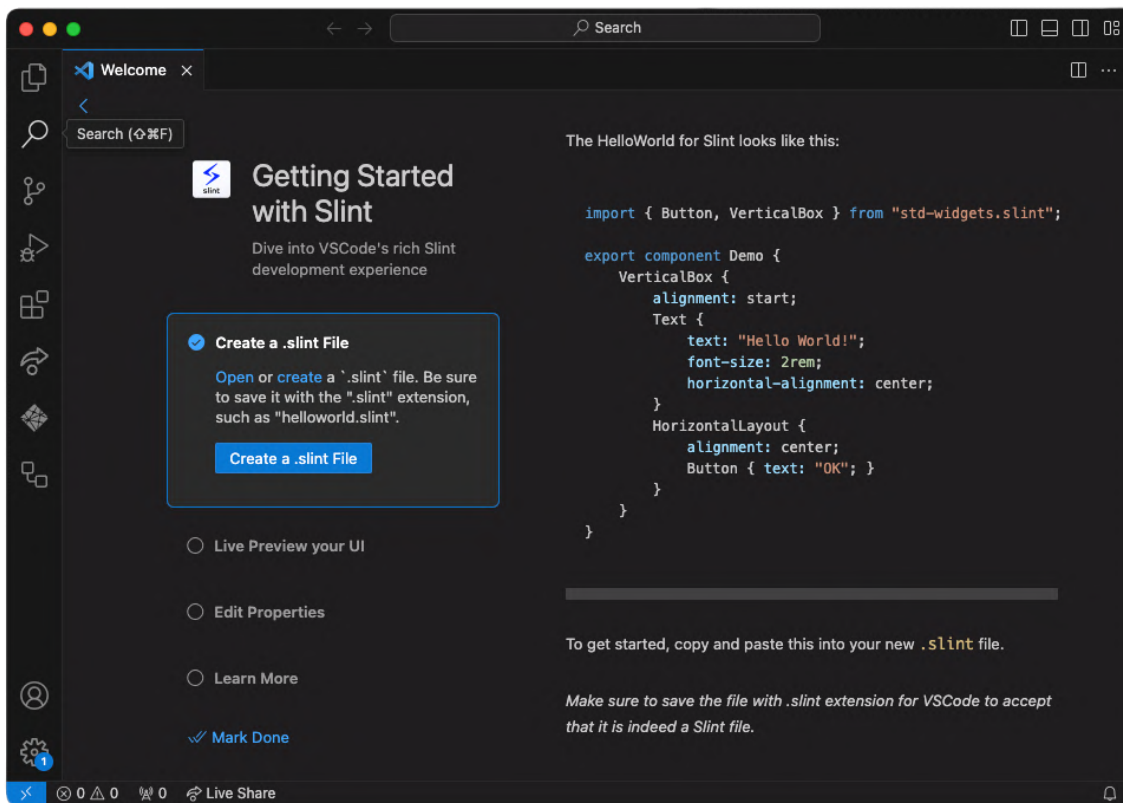 Search
Welcome
Search (⇧⌘F)
slint
Getting Started
with Slint
Dive into VSCode's rich Slint
development experience
Create a .slint File
Open or create a `.slint` file. Be sure
to save it with the ".slint" extension,
such as "helloworld.slint".
Create a .slint File
Live Preview your UI
Edit Properties
Learn More
Mark Done
The HelloWorld for Slint looks like this:
import { Button, VerticalBox } from "std-widgets.slint";
export component Demo {
    VerticalBox {
        alignment: start;
        Text {
            text: "Hello World!";
            font-size: 2rem;
            horizontal-alignment: center;
        }
        HorizontalLayout {
            alignment: center;
            Button { text: "OK"; }
        }
    }
}
To get started, copy and paste this into your new .slint file.
Make sure to save the file with .slint extension for VSCode to accept
that it is indeed a Slint file.
1
0 0 0 Live Share